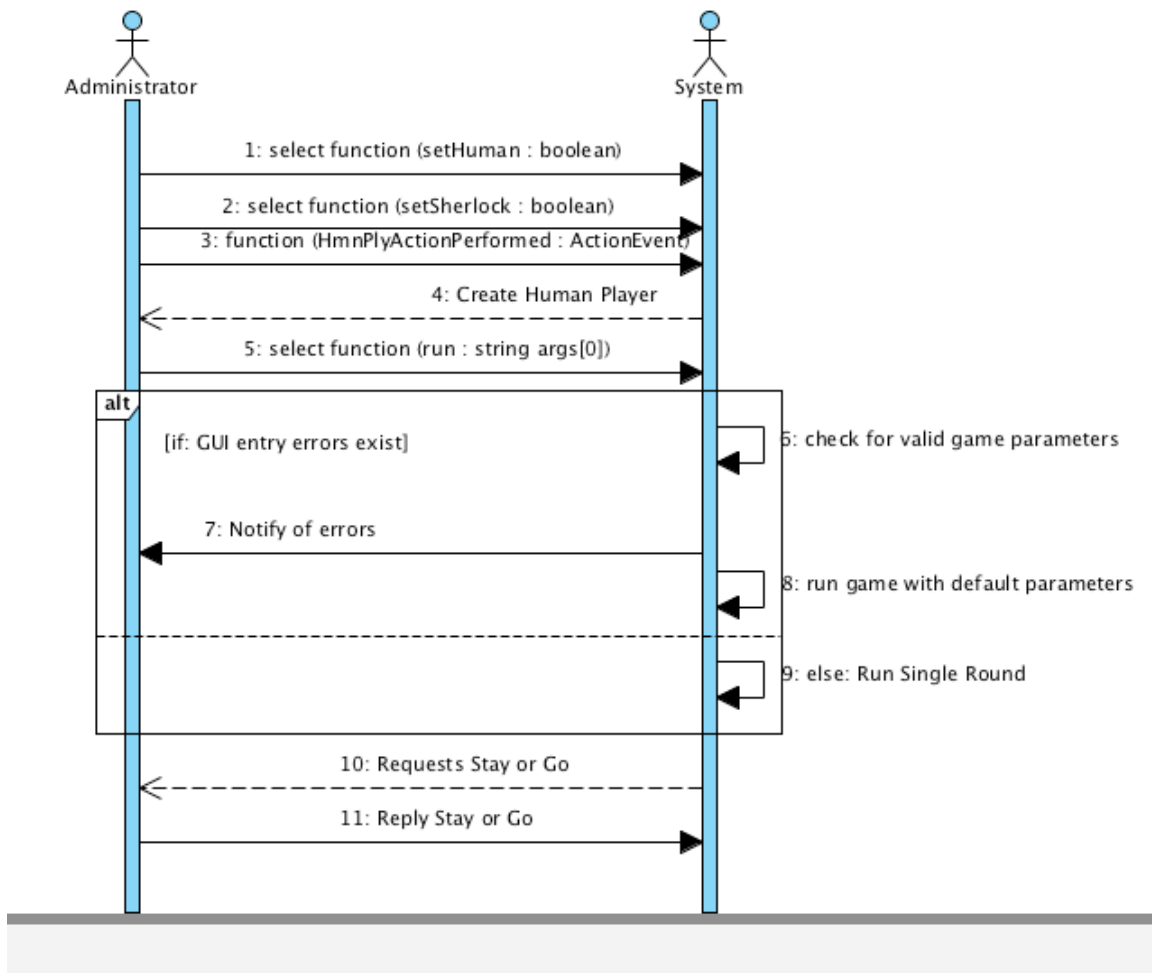 Administrator
System
1: select function (setHuman : boolean)
2: select function (setSherlock : boolean)
3: function (HmnPlyActionPerformed : ActionEvent)
4: Create Human Player
5: select function (run : string args[0])
alt
[if: GUI entry errors exist]
6: check for valid game parameters
7: Notify of errors
8: run game with default parameters
9: else: Run Single Round
10: Requests Stay or Go
11: Reply Stay or Go